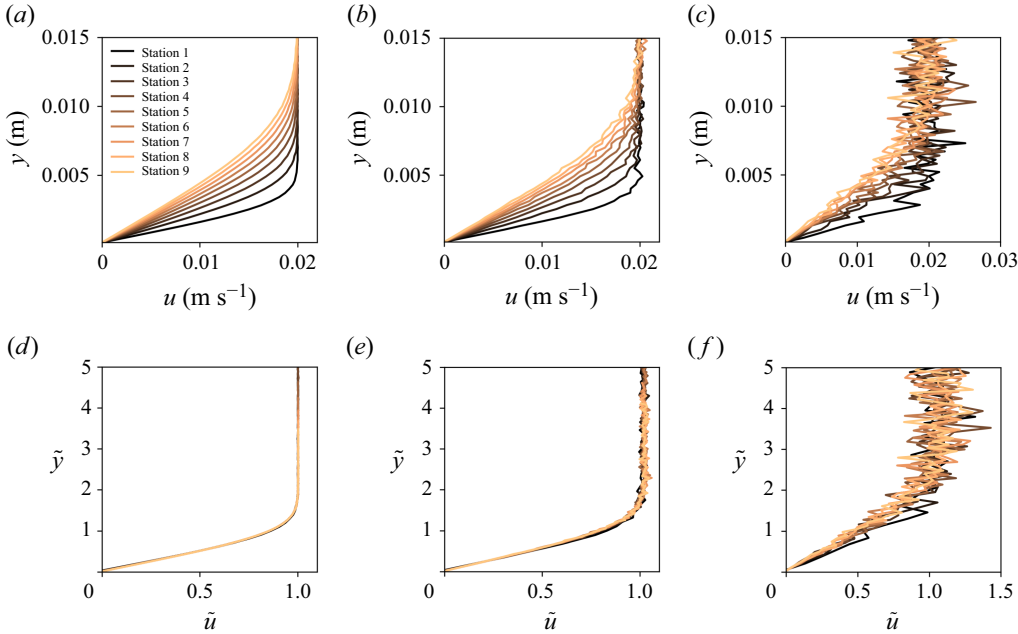 (a)
(b)
(c)
0.015
0.010
0.005
y (m)
Station 1
Station 2
Station 3
Station 4
Station 5
Station 6
Station 7
Station 8
Station 9
0
0.01
0.02
u (m s−1)
0.015
0.010
0.005
y (m)
0
0.01
0.02
u (m s−1)
0.015
0.010
0.005
y (m)
0
0.01
0.02
0.03
u (m s−1)
(d)
(e)
(f)
5
4
3
2
1
0
ỹ
0.5
1.0
ũ
5
4
3
2
1
0
ỹ
0.5
1.0
ũ
5
4
3
2
1
0
ỹ
0.5
1.0
1.5
ũ